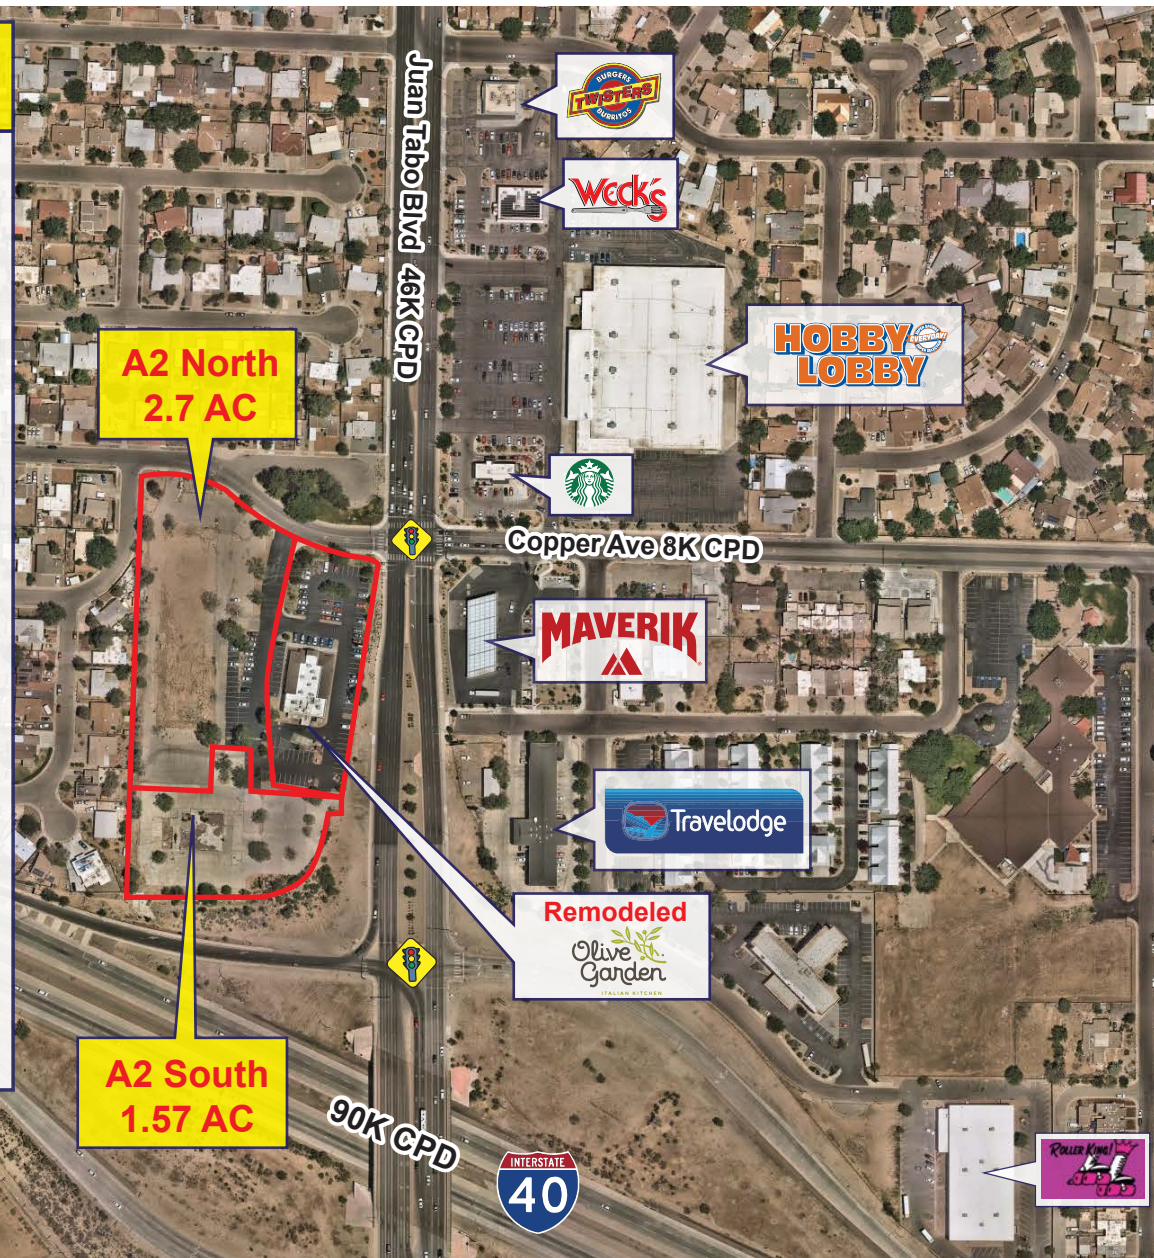 BURGERS
TWISTERS
BURRITOS
Weck's
Juan Tabo Blvd 46K CPD
HOBBY
LOBBY
EVERYDAY!
A2 North
2.7 AC
Copper Ave 8K CPD
MAVERIK
Travelodge
Remodeled
Olive
Garden
ITALIAN KITCHEN
A2 South
1.57 AC
90K CPD
INTERSTATE
40
ROLLER KING!